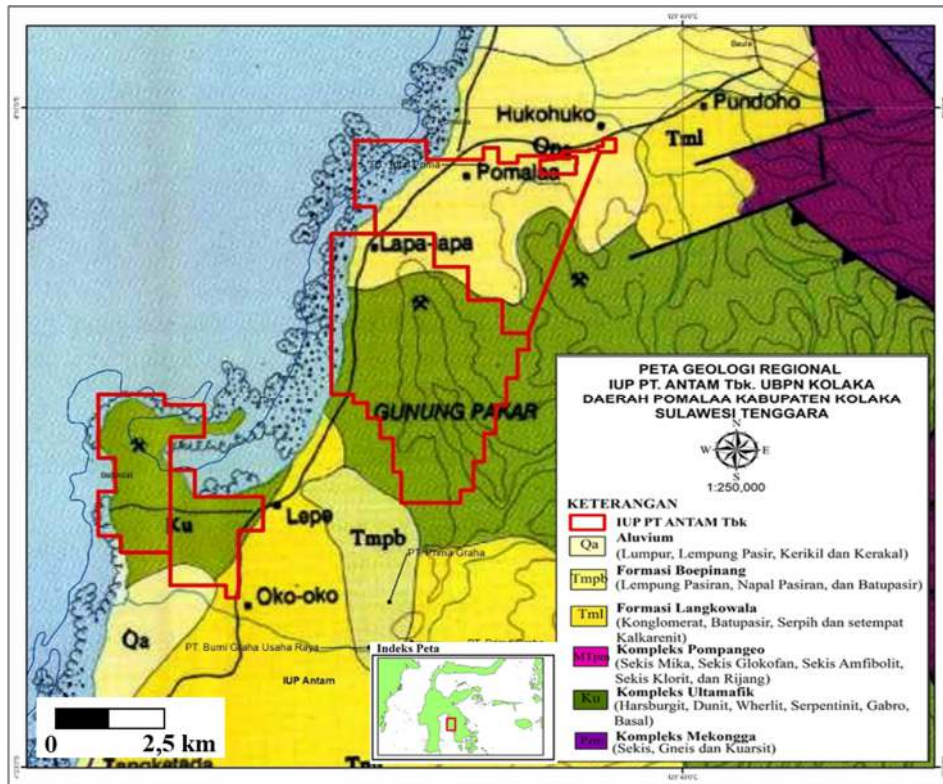 Hukohuko
Pundoho
Tml
Pomalaa
Lapa-apa
GUNUNG PAKAR
Ku
Lepe
Tmpb
PT. Prima Graha
Oko-oko
Qa
PT. Bumi Graha Usaha Raya
IUP Antam
0 2,5 km
Indeks Peta
PETA GEOLOGI REGIONAL
IUP PT. ANTAM Tbk. UBPN KOLAKA
DAERAH POMALAA KABUPATEN KOLAKA
SULAWESI TENGGARA
N
W E
S
1:250,000
KETERANGAN
IUP PT ANTAM Tbk
Qa Aluvium
(Lumpur, Lempung Pasir, Kerikil dan Kerakal)
Tmpb Formasi Boepinang
(Lempung Pasiran, Napal Pasiran, dan Batupasir)
Tml Formasi Langkowala
(Konglomerat, Batupasir, Serpih dan setempat
Kalkarenit)
MTpm Kompleks Pompangeo
(Sekis Mika, Sekis Glokofan, Sekis Amfibolit,
Sekis Klorit, dan Rijang)
Ku Kompleks Ultamafik
(Harsburgit, Dunit, Wherlit, Serpentinit, Gabro,
Basal)
Kompleks Mekongga
(Sekis, Gneis dan Kuarsit)